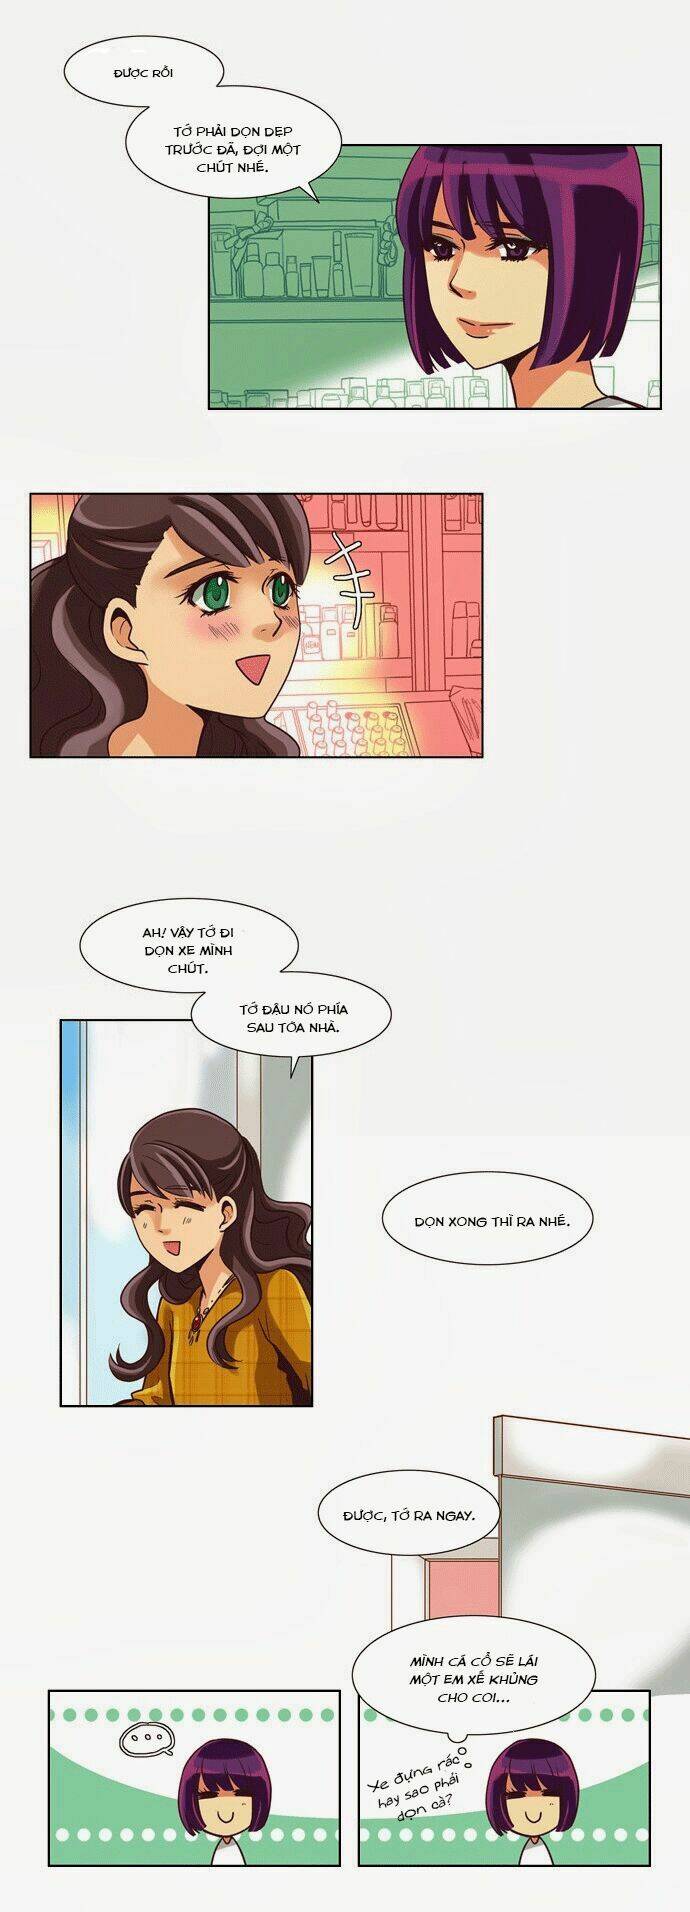 ĐƯỢC RỒI
TỚ PHẢI DỌN DẸP
TRƯỚC ĐÃ, ĐỢI MỘT
CHÚT NHÉ.
AH! VẬY TỚ ĐI
DỌN XE MÌNH
CHÚT.
TỚ ĐẬU NÓ PHÍA
SAU TÒA NHÀ.
DỌN XONG THÌ RA NHÉ.
ĐƯỢC, TỚ RA NGAY.
MÌNH CÁ CỔ SẼ LÁI
MỘT EM XẾ KHỦNG
CHO COI...
Xe đựng rác
hay sao phải
dọn cà?